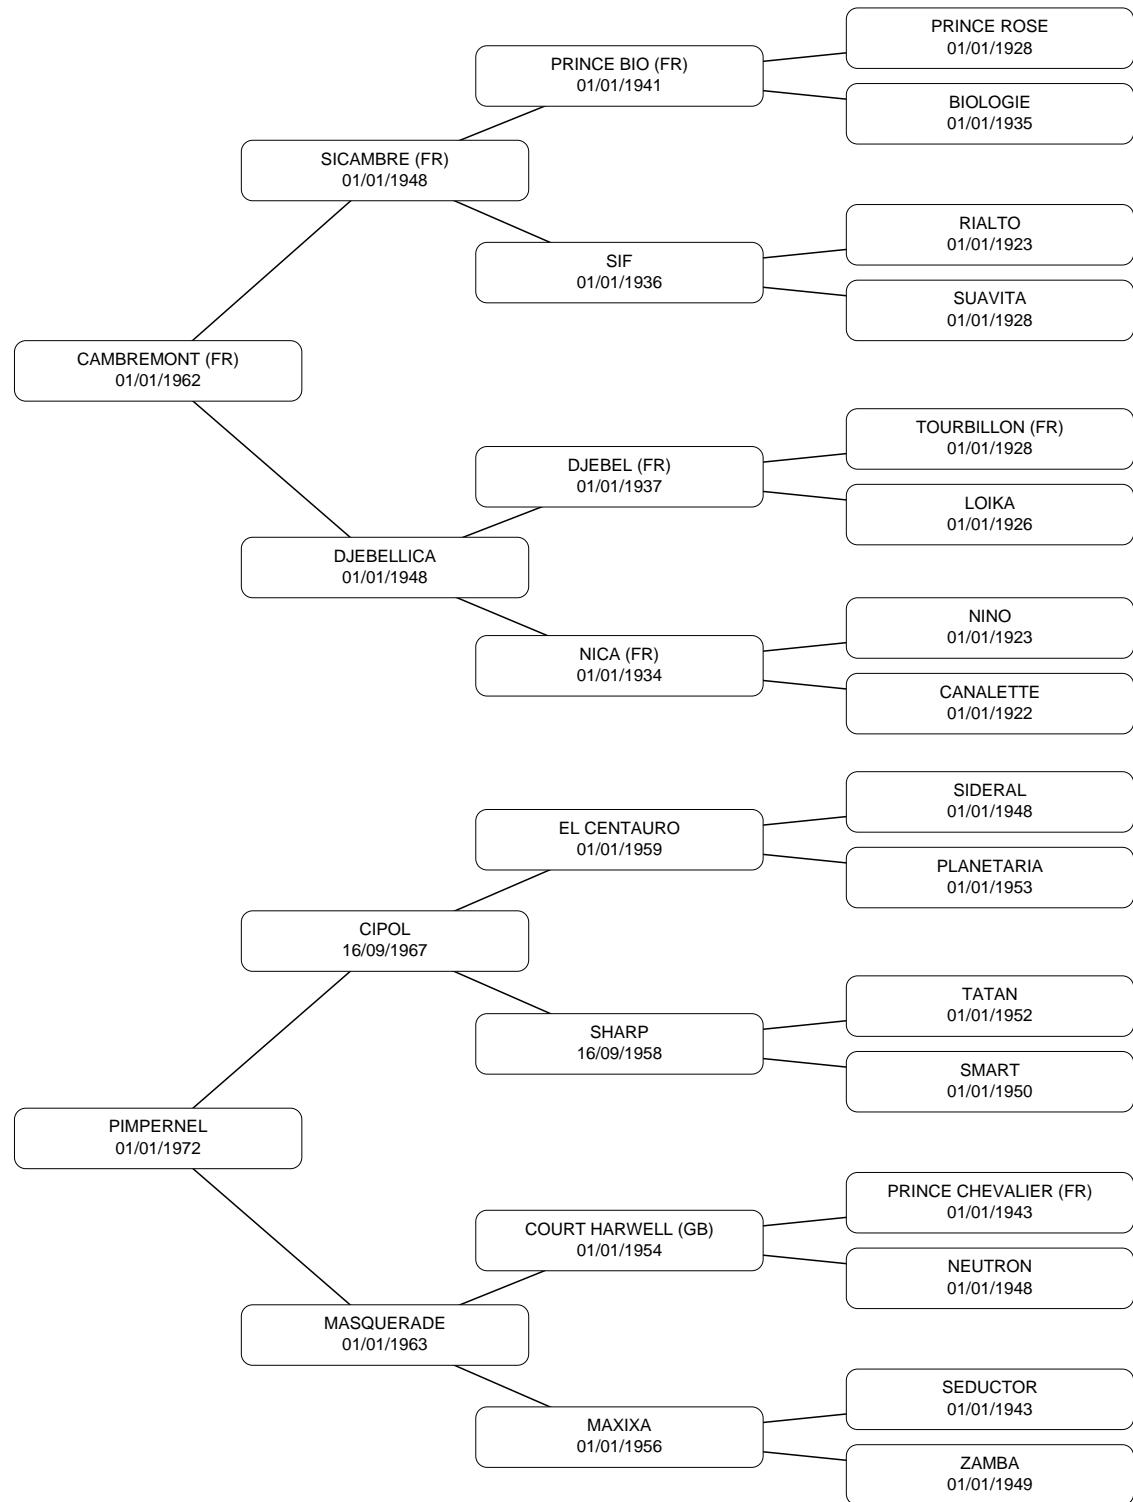 PRINCE ROSE
01/01/1928
PRINCE BIO (FR)
01/01/1941
BIOLOGIE
01/01/1935
SICAMBRE (FR)
01/01/1948
RIALTO
01/01/1923
SIF
01/01/1936
SUAVITA
01/01/1928
CAMBREMONT (FR)
01/01/1962
TOURBILLON (FR)
01/01/1928
DJEBEL (FR)
01/01/1937
LOIKA
01/01/1926
DJEBELLICA
01/01/1948
NINO
01/01/1923
NICA (FR)
01/01/1934
CANALETTE
01/01/1922
SIDERAL
01/01/1948
EL CENTAURO
01/01/1959
PLANETARIA
01/01/1953
CIPOL
16/09/1967
TATAN
01/01/1952
SHARP
16/09/1958
SMART
01/01/1950
PIMPERNEL
01/01/1972
PRINCE CHEVALIER (FR)
01/01/1943
COURT HARWELL (GB)
01/01/1954
NEUTRON
01/01/1948
MASQUERADE
01/01/1963
SEDUCTOR
01/01/1943
MAXIXA
01/01/1956
ZAMBA
01/01/1949